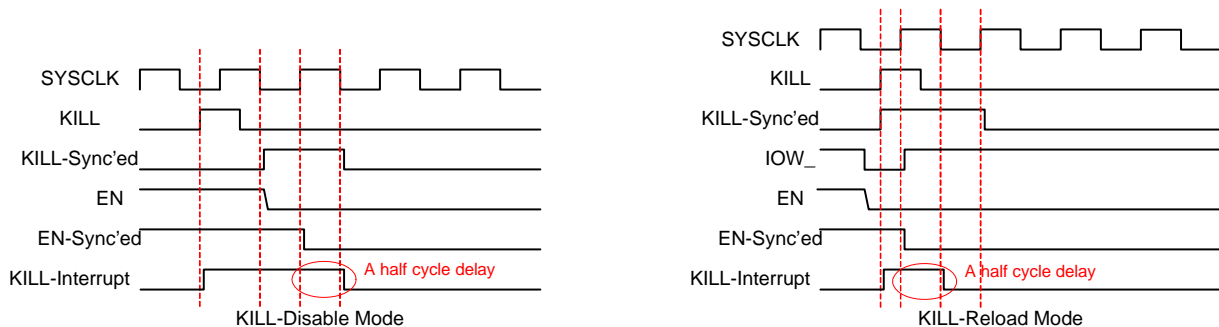 SYSCLK
KILL
KILL-Sync'ed
EN
EN-Sync'ed
KILL-Interrupt
A half cycle delay
KILL-Disable Mode
SYSCLK
KILL
KILL-Sync'ed
IOW_
EN
EN-Sync'ed
KILL-Interrupt
A half cycle delay
KILL-Reload Mode